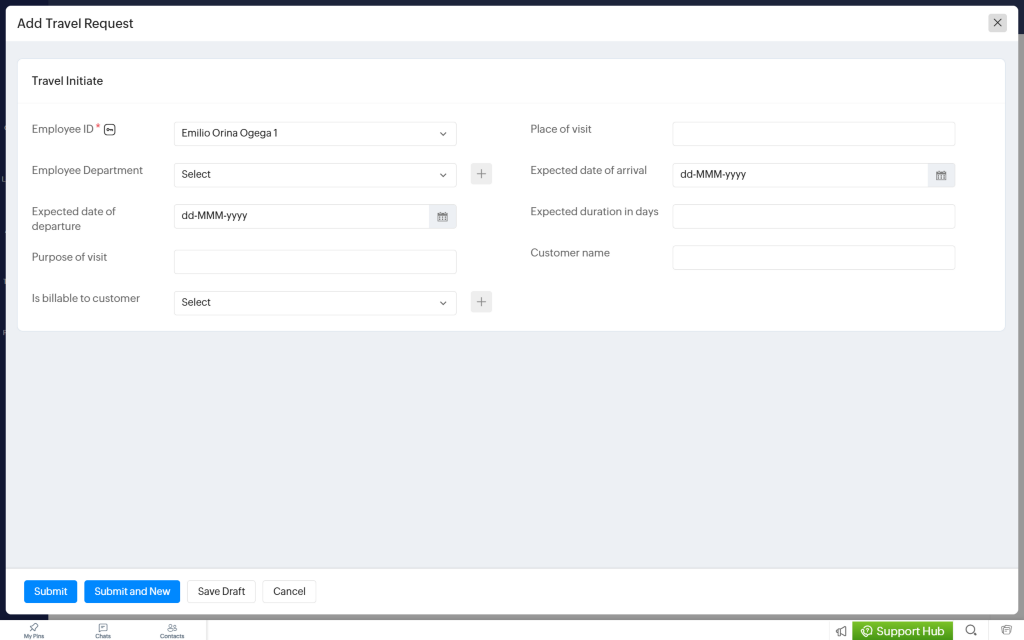 Add Travel Request
Travel Initiate
Employee ID *
Emilio Orina Ogega 1
Place of visit
Employee Department
Select
Expected date of arrival
dd-MMM-yyyy
Expected date of
departure
dd-MMM-yyyy
Expected duration in days
Purpose of visit
Customer name
Is billable to customer
Select
Submit
Submit and New
Save Draft
Cancel
My Pins
Chats
Contacts
Support Hub